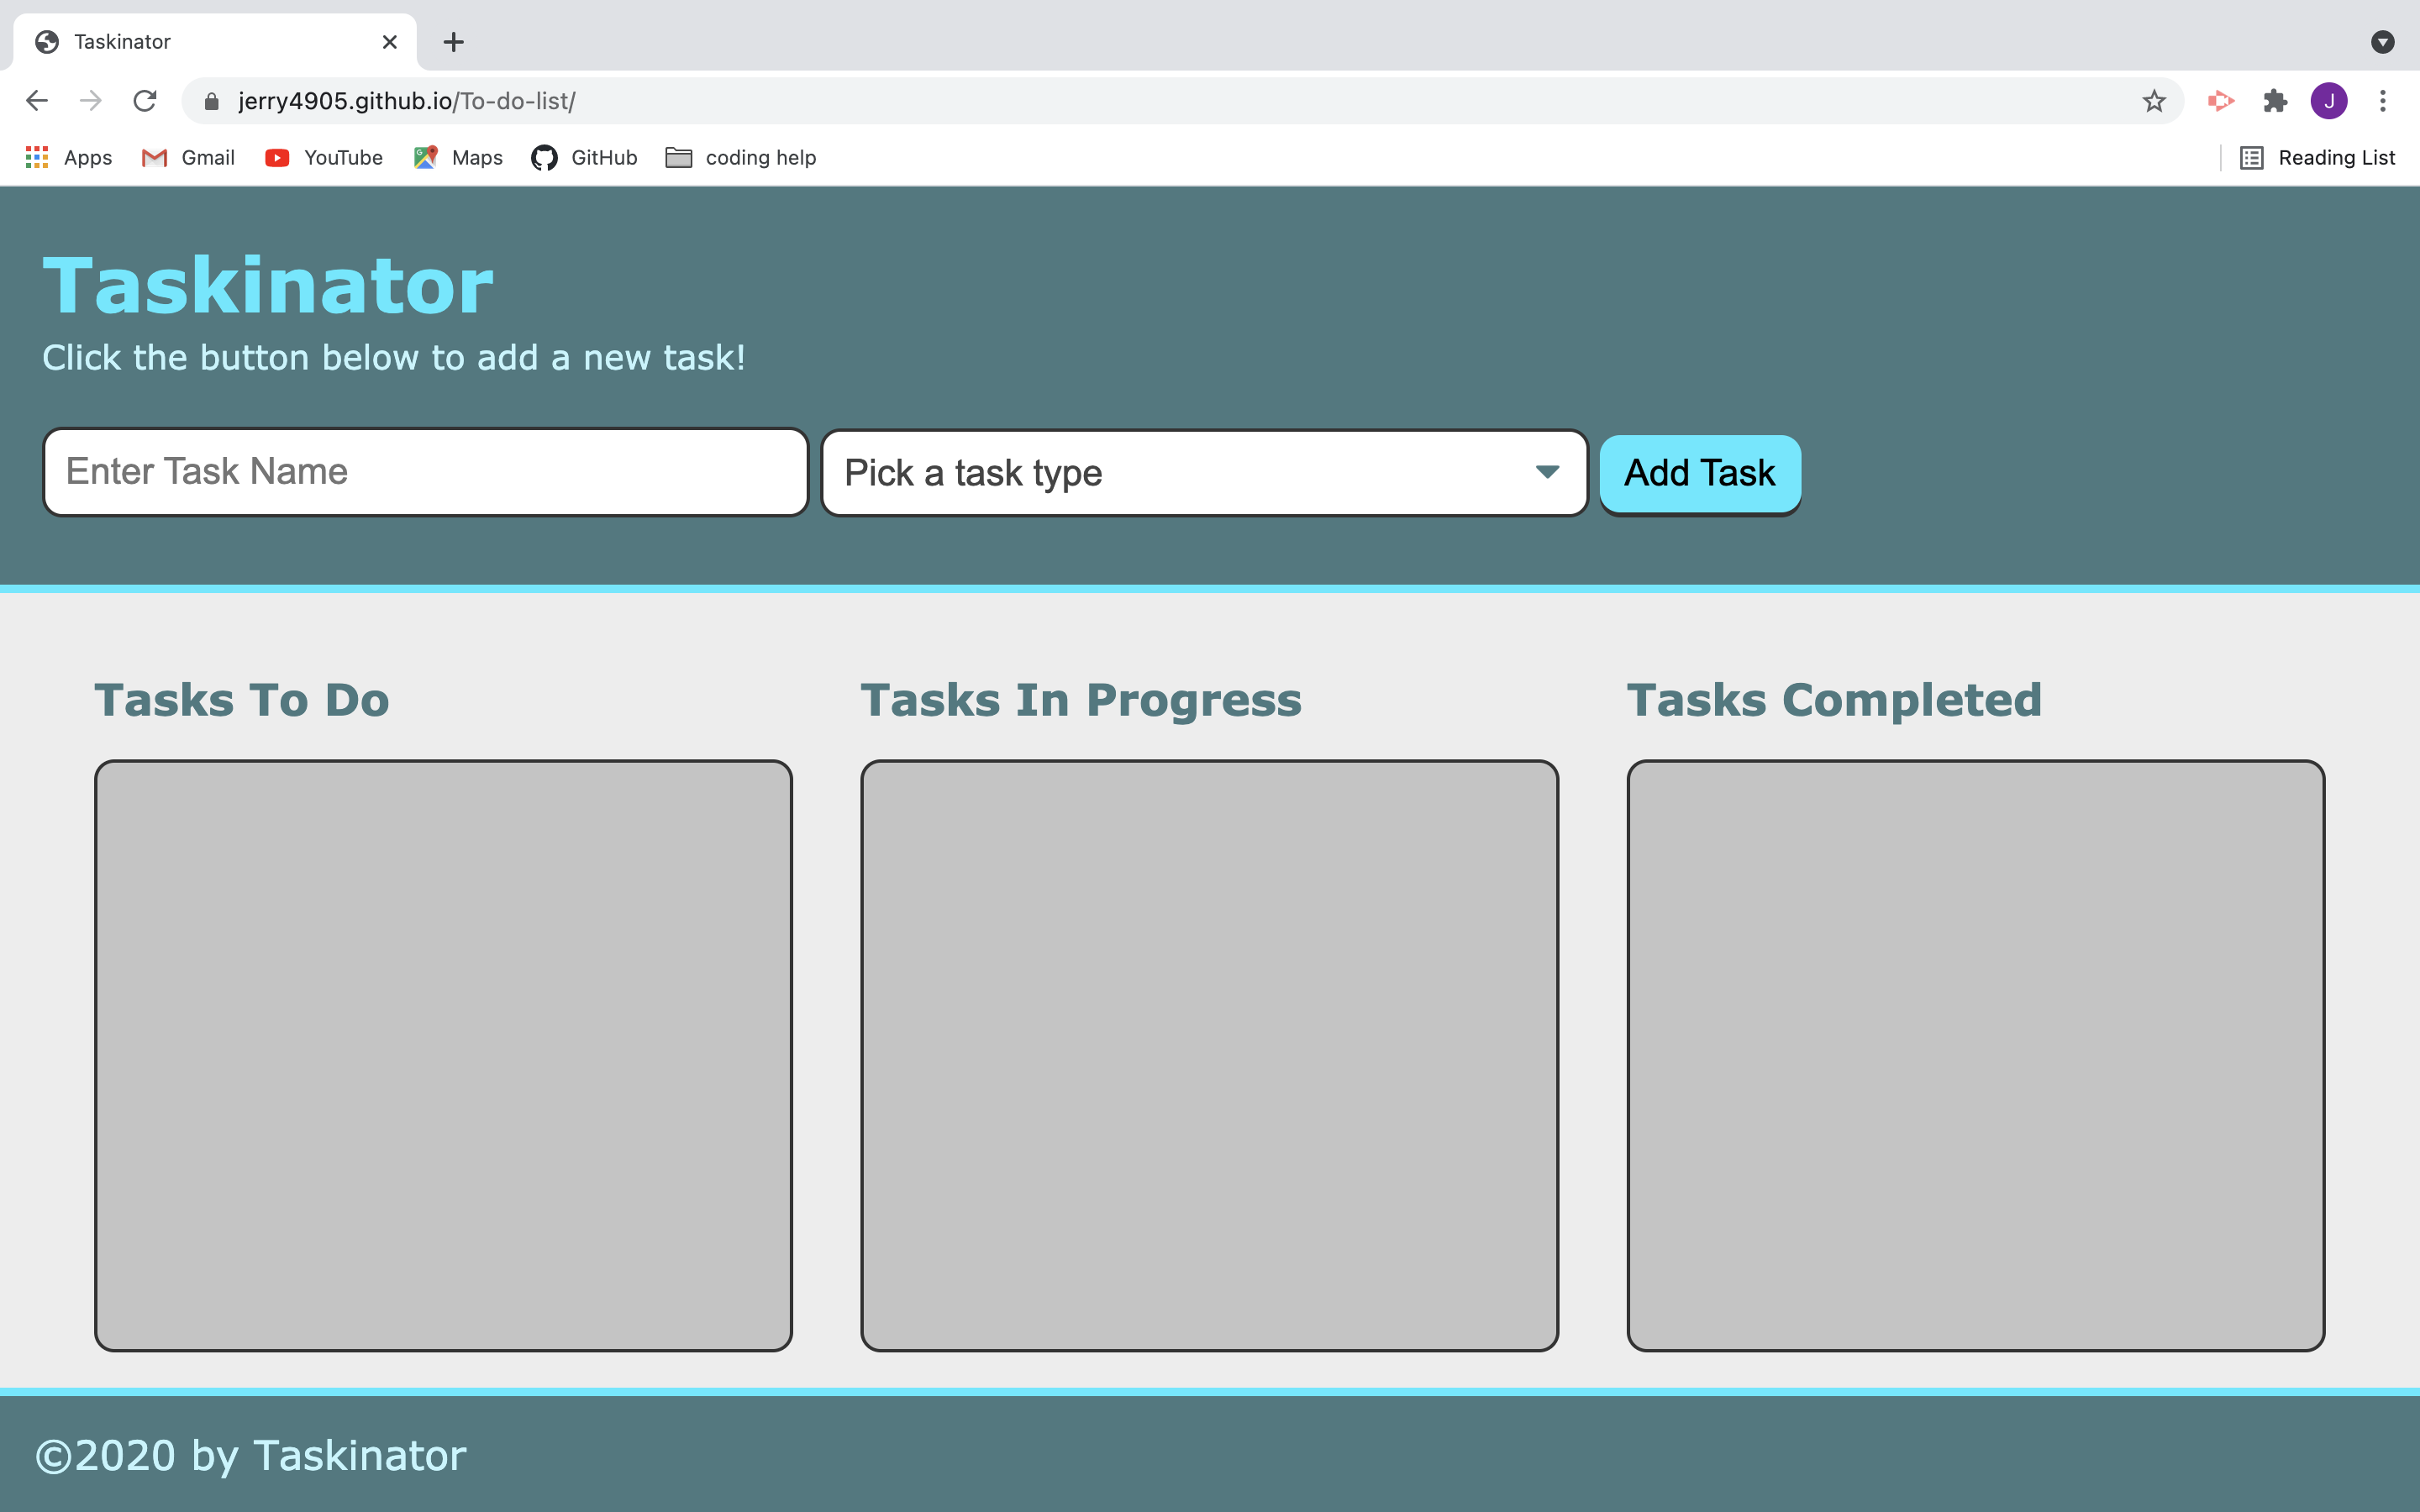 Taskinator
jerry4905.github.io/To-do-list/
J
Apps Gmail YouTube Maps GitHub coding help Reading List
Taskinator
Click the button below to add a new task!
Enter Task Name Pick a task type Add Task
Tasks To Do Tasks In Progress Tasks Completed
©2020 by Taskinator